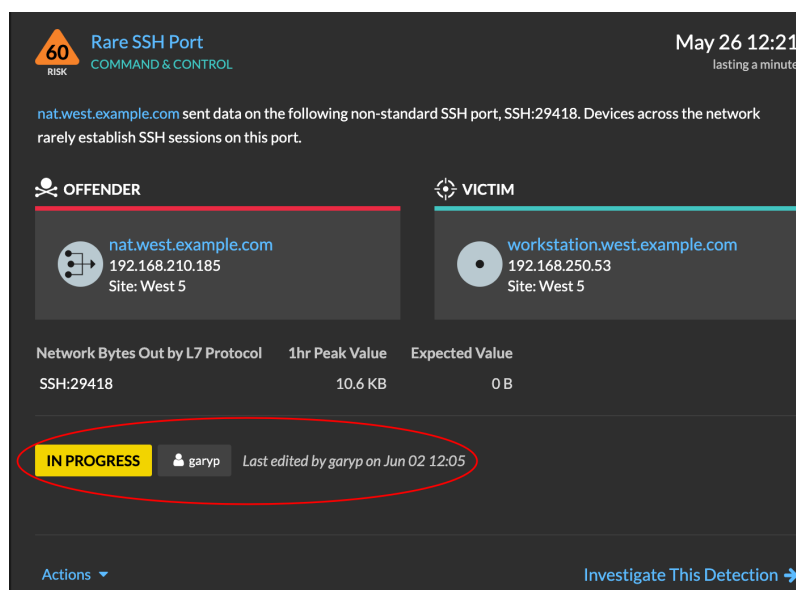 60
RISK
Rare SSH Port
COMMAND & CONTROL
May 26 12:21
lasting a minute
nat.west.example.com sent data on the following non-standard SSH port, SSH:29418. Devices across the network
rarely establish SSH sessions on this port.
OFFENDER
nat.west.example.com
192.168.210.185
Site: West 5
VICTIM
workstation.west.example.com
192.168.250.53
Site: West 5
Network Bytes Out by L7 Protocol 1hr Peak Value Expected Value
SSH:29418 10.6 KB 0 B
IN PROGRESS garyp Last edited by garyp on Jun 02 12:05
Actions Investigate This Detection